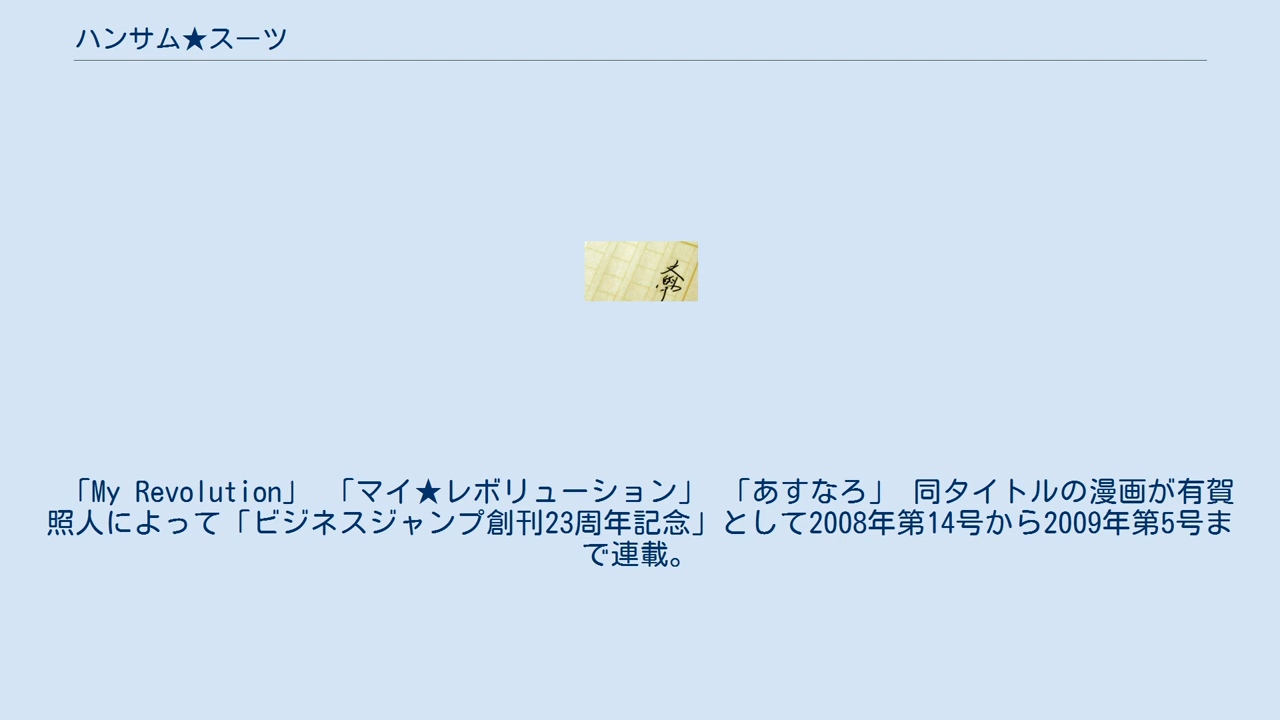 ハンサム★スーツ
「My Revolution」 「マイ★レボリューション」 「あすなろ」 同タイトルの漫画が有賀
照人によって「ビジネスジャンプ創刊23周年記念」として2008年第14号から2009年第5号ま
で連載。